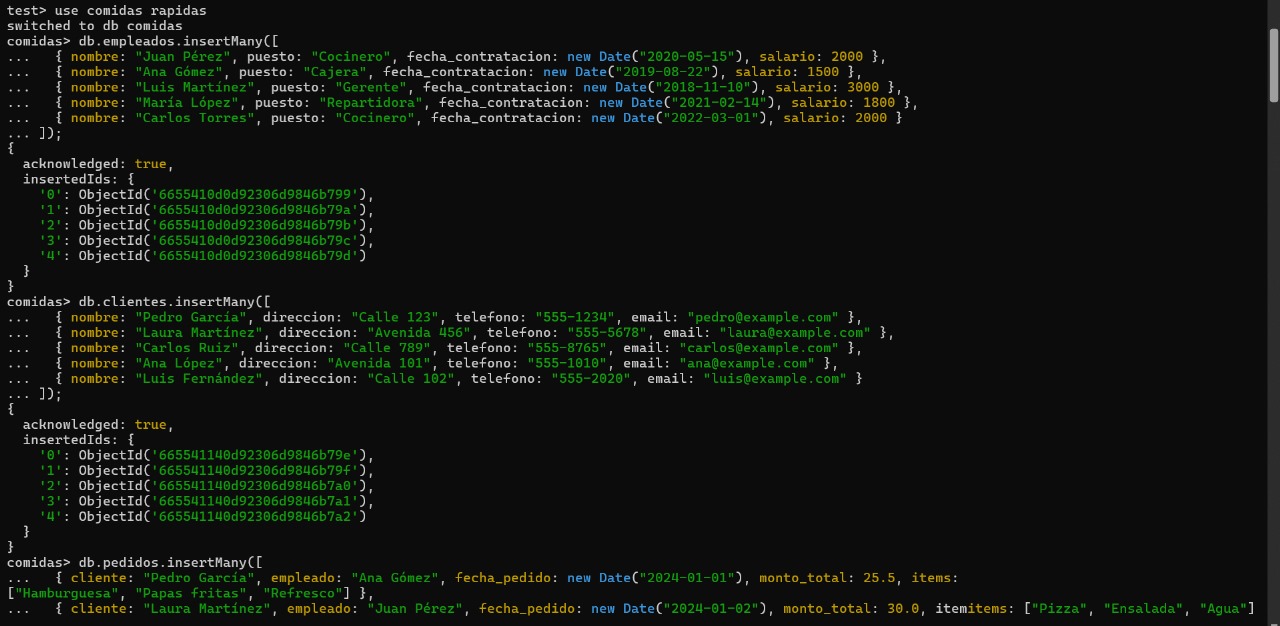 test> use comidas rapidas
switched to db comidas
comidas> db.empleados.insertMany([
...   { nombre: "Juan Pérez", puesto: "Cocinero", fecha_contratacion: new Date("2020-05-15"), salario: 2000 },
...   { nombre: "Ana Gómez", puesto: "Cajera", fecha_contratacion: new Date("2019-08-22"), salario: 1500 },
...   { nombre: "Luis Martínez", puesto: "Gerente", fecha_contratacion: new Date("2018-11-10"), salario: 3000 },
...   { nombre: "María López", puesto: "Repartidora", fecha_contratacion: new Date("2021-02-14"), salario: 1800 },
...   { nombre: "Carlos Torres", puesto: "Cocinero", fecha_contratacion: new Date("2022-03-01"), salario: 2000 }
... ]);
{
  acknowledged: true,
  insertedIds: {
    '0': ObjectId('6655410d0d92306d9846b799'),
    '1': ObjectId('6655410d0d92306d9846b79a'),
    '2': ObjectId('6655410d0d92306d9846b79b'),
    '3': ObjectId('6655410d0d92306d9846b79c'),
    '4': ObjectId('6655410d0d92306d9846b79d')
  }
}
comidas> db.clientes.insertMany([
...   { nombre: "Pedro García", direccion: "Calle 123", telefono: "555-1234", email: "pedro@example.com" },
...   { nombre: "Laura Martínez", direccion: "Avenida 456", telefono: "555-5678", email: "laura@example.com" },
...   { nombre: "Carlos Ruiz", direccion: "Calle 789", telefono: "555-8765", email: "carlos@example.com" },
...   { nombre: "Ana López", direccion: "Avenida 101", telefono: "555-1010", email: "ana@example.com" },
...   { nombre: "Luis Fernández", direccion: "Calle 102", telefono: "555-2020", email: "luis@example.com" }
... ]);
{
  acknowledged: true,
  insertedIds: {
    '0': ObjectId('665541140d92306d9846b79e'),
    '1': ObjectId('665541140d92306d9846b79f'),
    '2': ObjectId('665541140d92306d9846b7a0'),
    '3': ObjectId('665541140d92306d9846b7a1'),
    '4': ObjectId('665541140d92306d9846b7a2')
  }
}
comidas> db.pedidos.insertMany([
...   { cliente: "Pedro García", empleado: "Ana Gómez", fecha_pedido: new Date("2024-01-01"), monto_total: 25.5, items:
["Hamburguesa", "Papas fritas", "Refresco"] },
...   { cliente: "Laura Martínez", empleado: "Juan Pérez", fecha_pedido: new Date("2024-01-02"), monto_total: 30.0, itemitems: ["Pizza", "Ensalada", "Agua"]